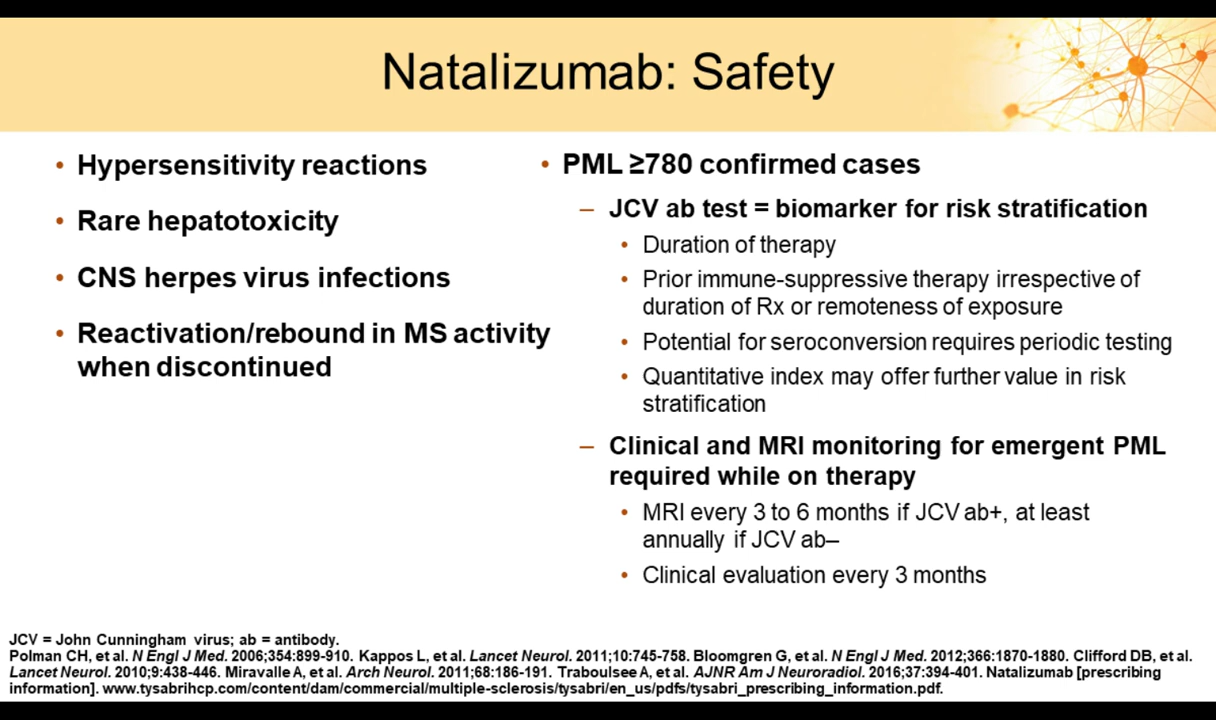 Natalizumab: Safety
• Hypersensitivity reactions
• Rare hepatotoxicity
• CNS herpes virus infections
• Reactivation/rebound in MS activity
when discontinued
• PML ≥780 confirmed cases
– JCV ab test = biomarker for risk stratification
• Duration of therapy
• Prior immune-suppressive therapy irrespective of
duration of Rx or remoteness of exposure
• Potential for seroconversion requires periodic testing
• Quantitative index may offer further value in risk
stratification
– Clinical and MRI monitoring for emergent PML
required while on therapy
• MRI every 3 to 6 months if JCV ab+, at least
annually if JCV ab–
• Clinical evaluation every 3 months
JCV = John Cunningham virus; ab = antibody.
Polman CH, et al. N Engl J Med. 2006;354:899-910. Kappos L, et al. Lancet Neurol. 2011;10:745-758. Bloomgren G, et al. N Engl J Med. 2012;366:1870-1880. Clifford DB, et al.
Lancet Neurol. 2010;9:438-446. Miravalle A, et al. Arch Neurol. 2011;68:186-191. Traboulsee A, et al. AJNR Am J Neuroradiol. 2016;37:394-401. Natalizumab [prescribing
information]. www.tysabrihcp.com/content/dam/commercial/multiple-sclerosis/tysabri/en_us/pdfs/tysabri_prescribing_information.pdf.